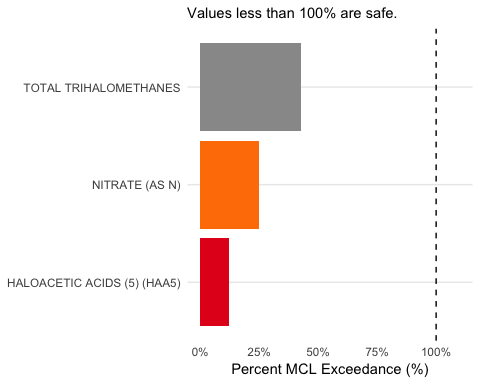 Values less than 100% are safe.
TOTAL TRIHALOMETHANES
NITRATE (AS N)
HALOACETIC ACIDS (5) (HAA5)
0% 25% 50% 75% 100%
Percent MCL Exceedance (%)